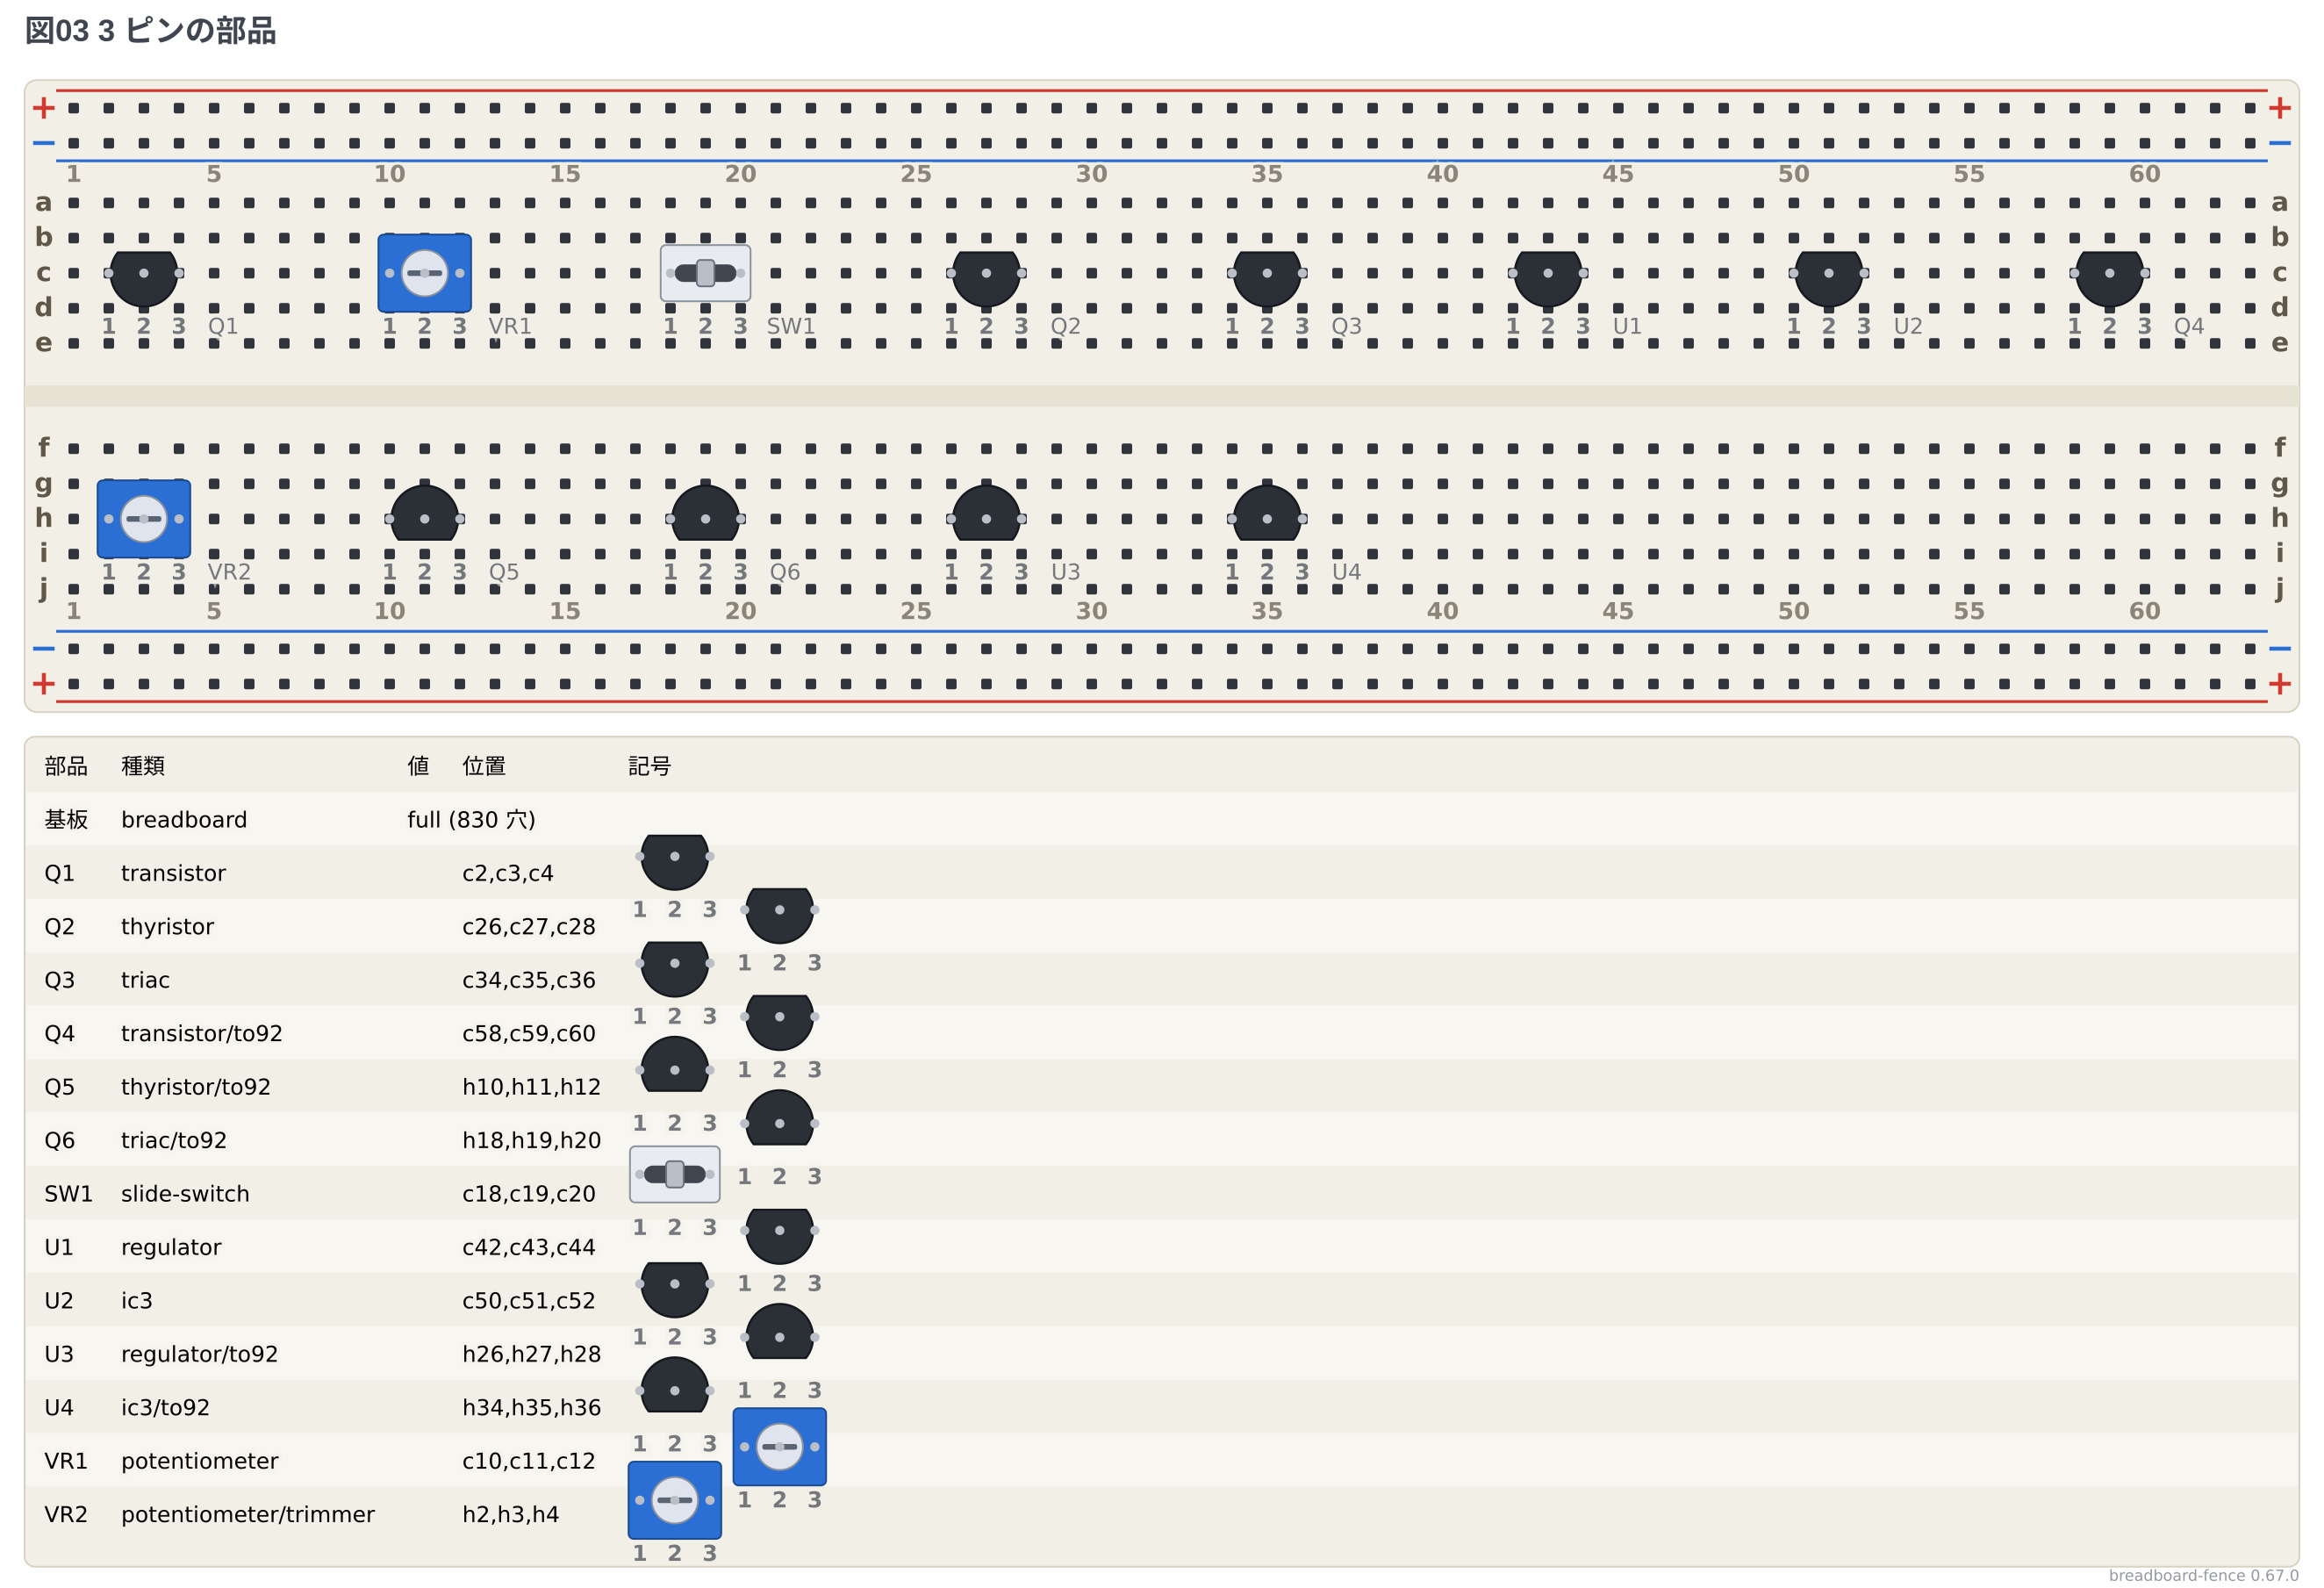 図03 3 ピンの部品
+ +
− −
1 5 10 15 20 25 30 35 40 45 50 55 60
a a
b b
c c
d d
1 2 3 Q1 1 2 3 VR1 1 2 3 SW1 1 2 3 Q2 1 2 3 Q3 1 2 3 U1 1 2 3 U2 1 2 3 Q4
e e
f f
g g
h h
i i
1 2 3 VR2 1 2 3 Q5 1 2 3 Q6 1 2 3 U3 1 2 3 U4
j j
1 5 10 15 20 25 30 35 40 45 50 55 60
− −
+ +
部品 種類 値 位置 記号
基板 breadboard full (830 穴)
Q1 transistor c2,c3,c4
1 2 3
Q2 thyristor c26,c27,c28
1 2 3
Q3 triac c34,c35,c36
1 2 3
Q4 transistor/to92 c58,c59,c60
1 2 3
Q5 thyristor/to92 h10,h11,h12
1 2 3
Q6 triac/to92 h18,h19,h20
1 2 3
SW1 slide-switch c18,c19,c20
1 2 3
U1 regulator c42,c43,c44
1 2 3
U2 ic3 c50,c51,c52
1 2 3
U3 regulator/to92 h26,h27,h28
1 2 3
U4 ic3/to92 h34,h35,h36
1 2 3
VR1 potentiometer c10,c11,c12
1 2 3
VR2 potentiometer/trimmer h2,h3,h4
1 2 3
breadboard-fence 0.67.0